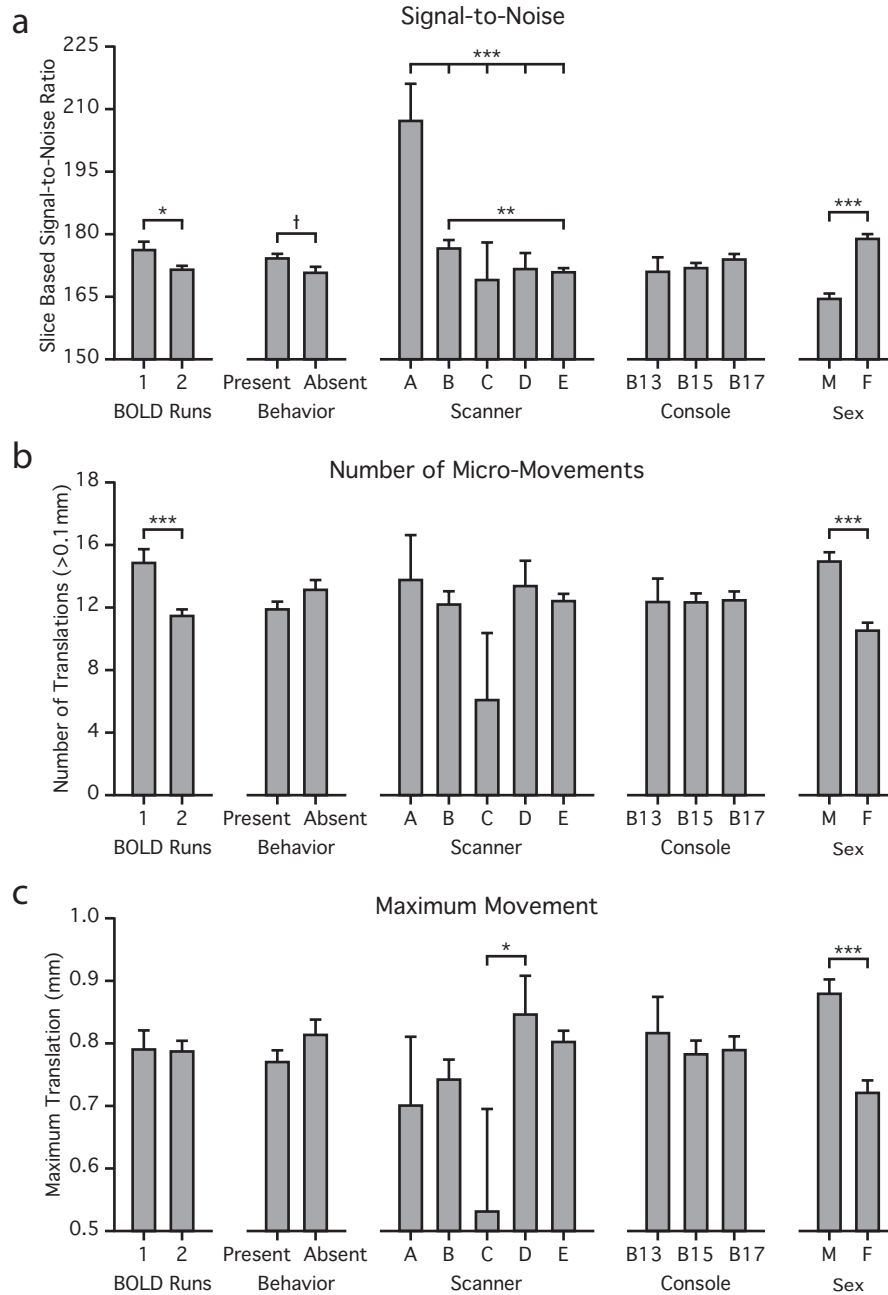 a
Signal-to-Noise
Slice Based Signal-to-Noise Ratio
225
210
195
180
165
150
*
†
***
**
***
1 2
BOLD Runs
Present Absent
Behavior
A B C D E
Scanner
B13 B15 B17
Console
M F
Sex
b
Number of Micro-Movements
Number of Translations (>0.1mm)
18
16
12
8
4
0
***
***
1 2
BOLD Runs
Present Absent
Behavior
A B C D E
Scanner
B13 B15 B17
Console
M F
Sex
c
Maximum Movement
Maximum Translation (mm)
1.0
0.9
0.8
0.7
0.6
0.5
*
***
1 2
BOLD Runs
Present Absent
Behavior
A B C D E
Scanner
B13 B15 B17
Console
M F
Sex